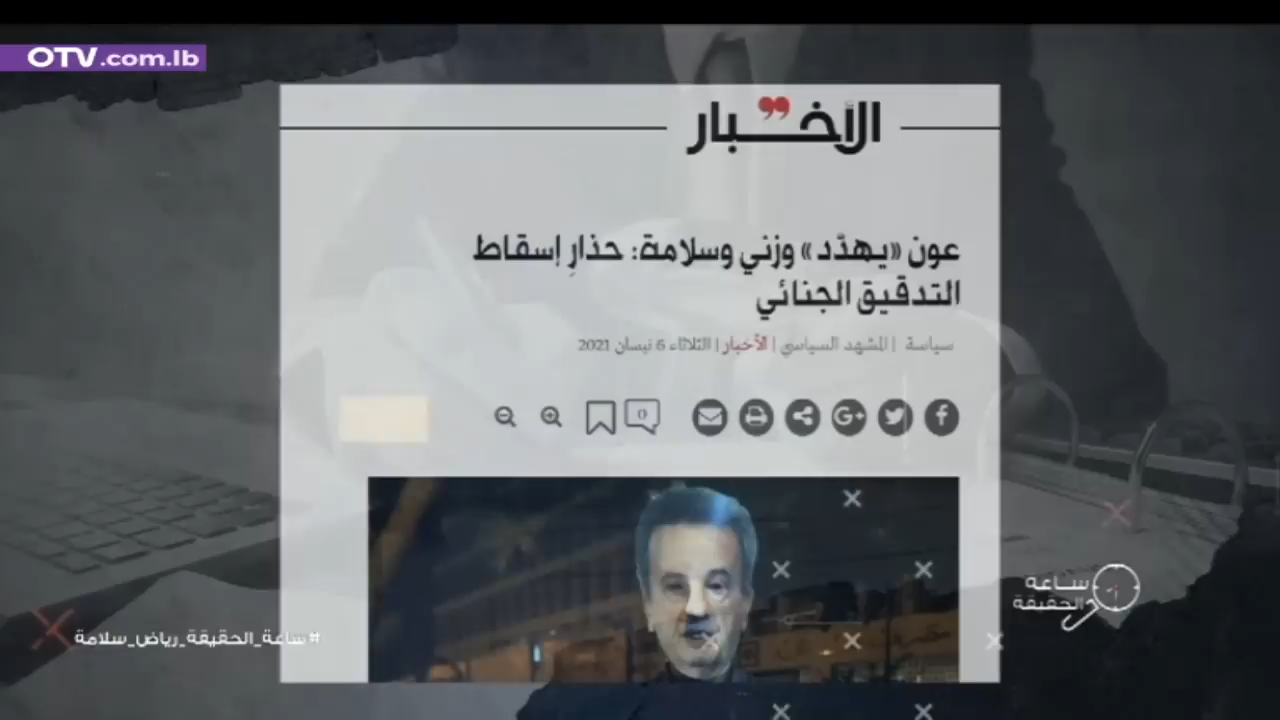 OTV.com.lb
الأخبار
عون «يهدّد» وزني وسلامة: حذارِ إسقاط
التدقيق الجنائي
سياسة | المشهد السياسي | الأخبار | الثلاثاء 6 نيسان 2021
0
ساعة
الحقيقة
#ساعة_الحقيقة_رياض_سلامة